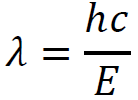 λ = hc/E